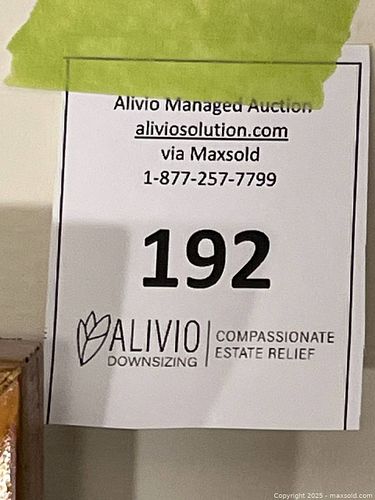 Alivio Managed Auction
aliviosolution.com
via Maxsold
1-877-257-7799
192
ALIVIO
DOWNSIZING
COMPASSIONATE
ESTATE RELIEF
Copyright © 2025 - maxsold.com